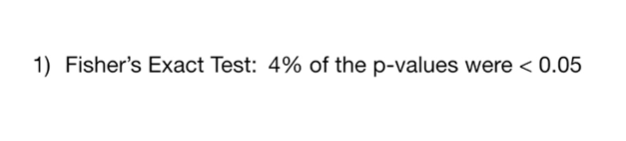 1) Fisher’s Exact Test: 4% of the p-values were < 0.05